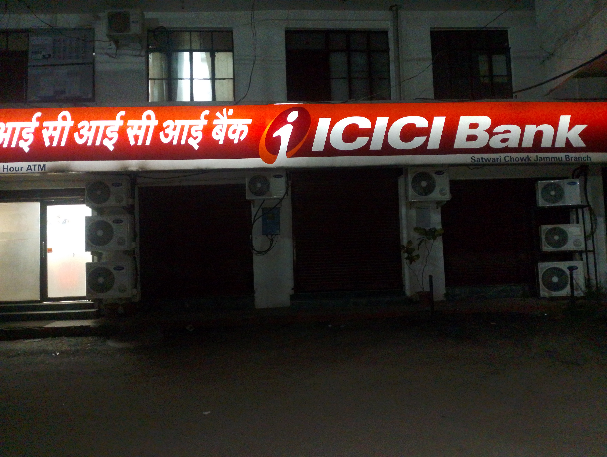 आई सी आई सी आई बैंक ICICI Bank
Hour ATM
Satwari Chowk Jammu Branch